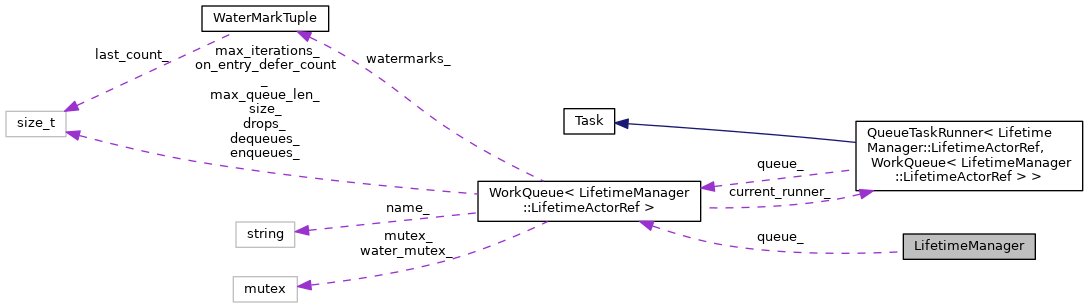 WaterMarkTuple
last_count_
max_iterations_
on_entry_defer_count
_
max_queue_len_
size_
drops_
dequeues_
enqueues_
watermarks_
size_t
Task
QueueTaskRunner< Lifetime
Manager::LifetimeActorRef,
WorkQueue< LifetimeManager
::LifetimeActorRef > >
queue_
current_runner_
WorkQueue< LifetimeManager
::LifetimeActorRef >
name_
string
mutex_
water_mutex_
queue_
LifetimeManager
mutex